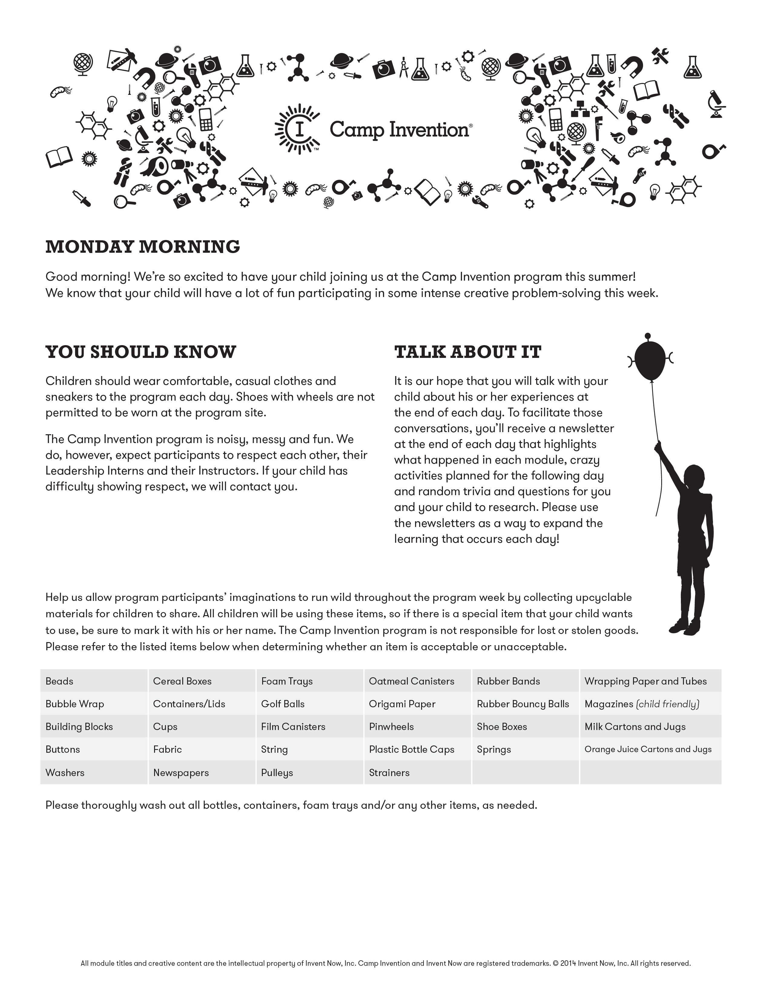 Camp Invention®
TM
MONDAY MORNING
Good morning! We’re so excited to have your child joining us at the Camp Invention program this summer!
We know that your child will have a lot of fun participating in some intense creative problem-solving this week.
YOU SHOULD KNOW
Children should wear comfortable, casual clothes and
sneakers to the program each day. Shoes with wheels are not
permitted to be worn at the program site.
The Camp Invention program is noisy, messy and fun. We
do, however, expect participants to respect each other, their
Leadership Interns and their Instructors. If your child has
difficulty showing respect, we will contact you.
TALK ABOUT IT
It is our hope that you will talk with your
child about his or her experiences at
the end of each day. To facilitate those
conversations, you’ll receive a newsletter
at the end of each day that highlights
what happened in each module, crazy
activities planned for the following day
and random trivia and questions for you
and your child to research. Please use
the newsletters as a way to expand the
learning that occurs each day!
Help us allow program participants’ imaginations to run wild throughout the program week by collecting upcyclable
materials for children to share. All children will be using these items, so if there is a special item that your child wants
to use, be sure to mark it with his or her name. The Camp Invention program is not responsible for lost or stolen goods.
Please refer to the listed items below when determining whether an item is acceptable or unacceptable.
Beads Cereal Boxes Foam Trays Oatmeal Canisters Rubber Bands Wrapping Paper and Tubes
Bubble Wrap Containers/Lids Golf Balls Origami Paper Rubber Bouncy Balls Magazines (child friendly)
Building Blocks Cups Film Canisters Pinwheels Shoe Boxes Milk Cartons and Jugs
Buttons Fabric String Plastic Bottle Caps Springs Orange Juice Cartons and Jugs
Washers Newspapers Pulleys Strainers
Please thoroughly wash out all bottles, containers, foam trays and/or any other items, as needed.
All module titles and creative content are the intellectual property of Invent Now, Inc. Camp Invention and Invent Now are registered trademarks. © 2014 Invent Now, Inc. All rights reserved.